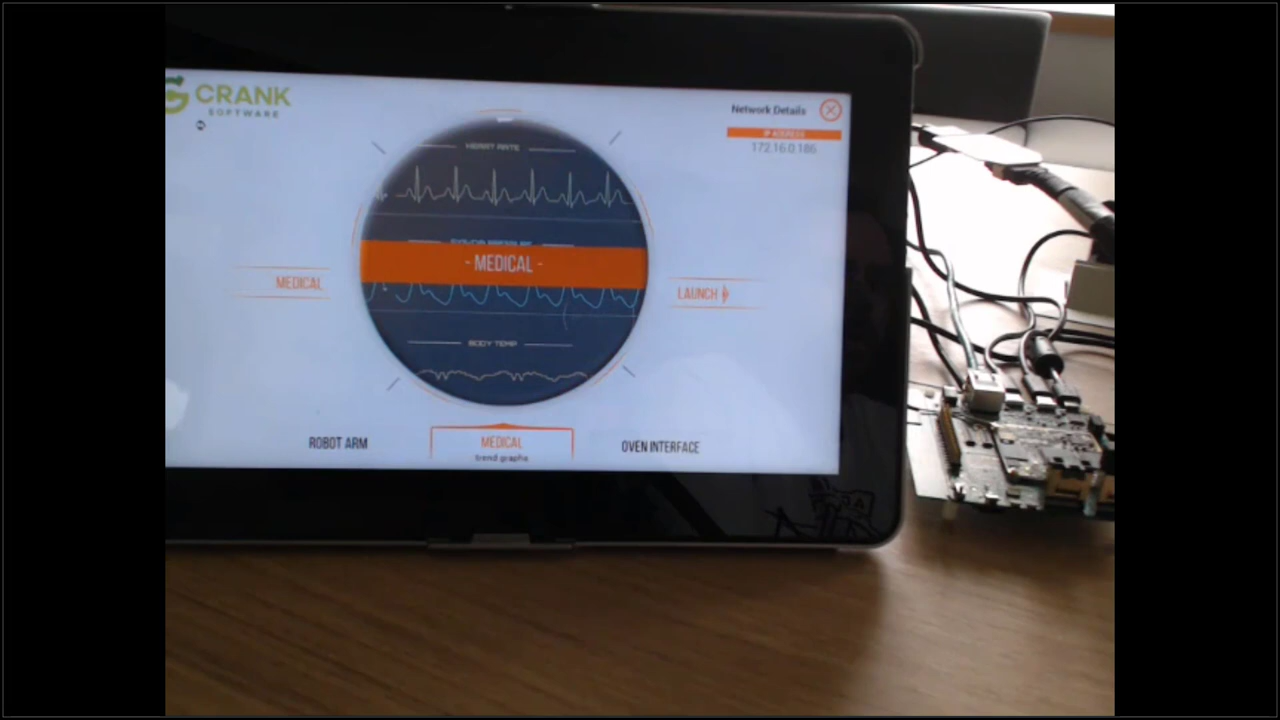 CRANK
SOFTWARE
Network Details
IP ADDRESS
172.16.0.186
HEART RATE
- MEDICAL -
MEDICAL
LAUNCH
BODY TEMP
ROBOT ARM
MEDICAL
trend graphs
OVEN INTERFACE